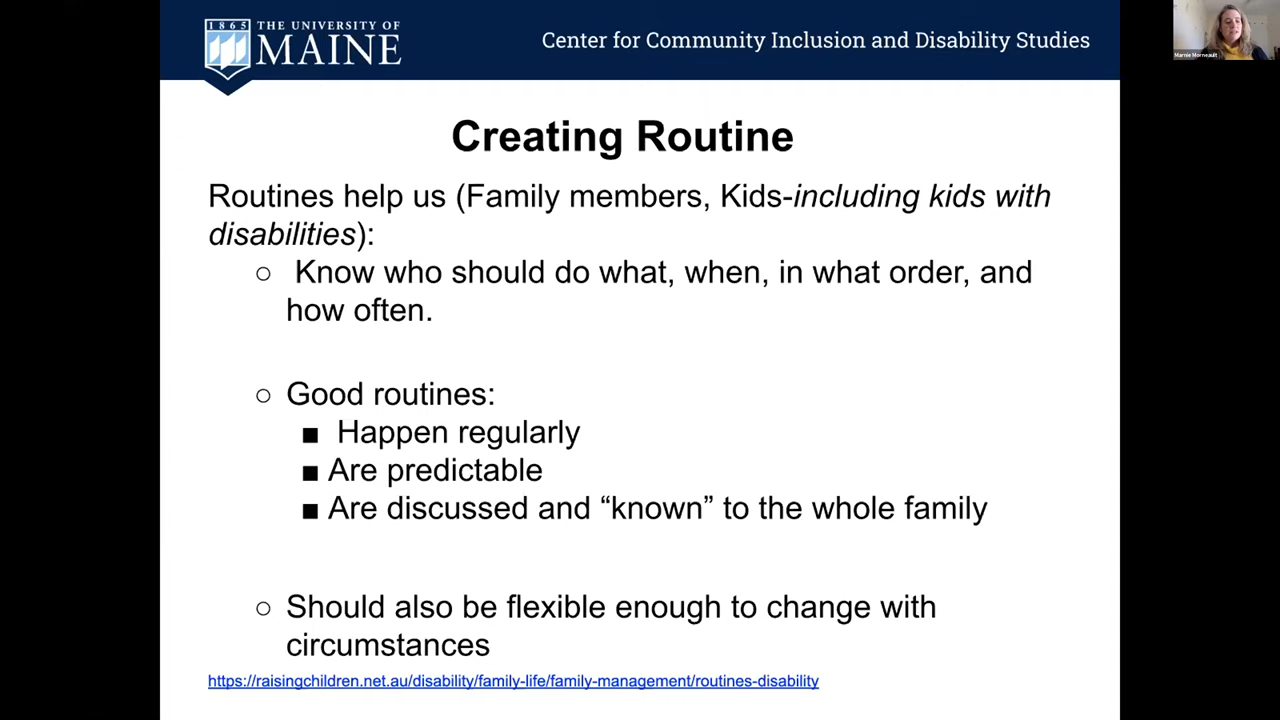 1865
THE UNIVERSITY OF
MAINE
Center for Community Inclusion and Disability Studies
Marnie Morneault
Creating Routine
Routines help us (Family members, Kids-including kids with
disabilities):
○ Know who should do what, when, in what order, and
how often.
○ Good routines:
■ Happen regularly
■ Are predictable
■ Are discussed and “known” to the whole family
○ Should also be flexible enough to change with
circumstances
https://raisingchildren.net.au/disability/family-life/family-management/routines-disability